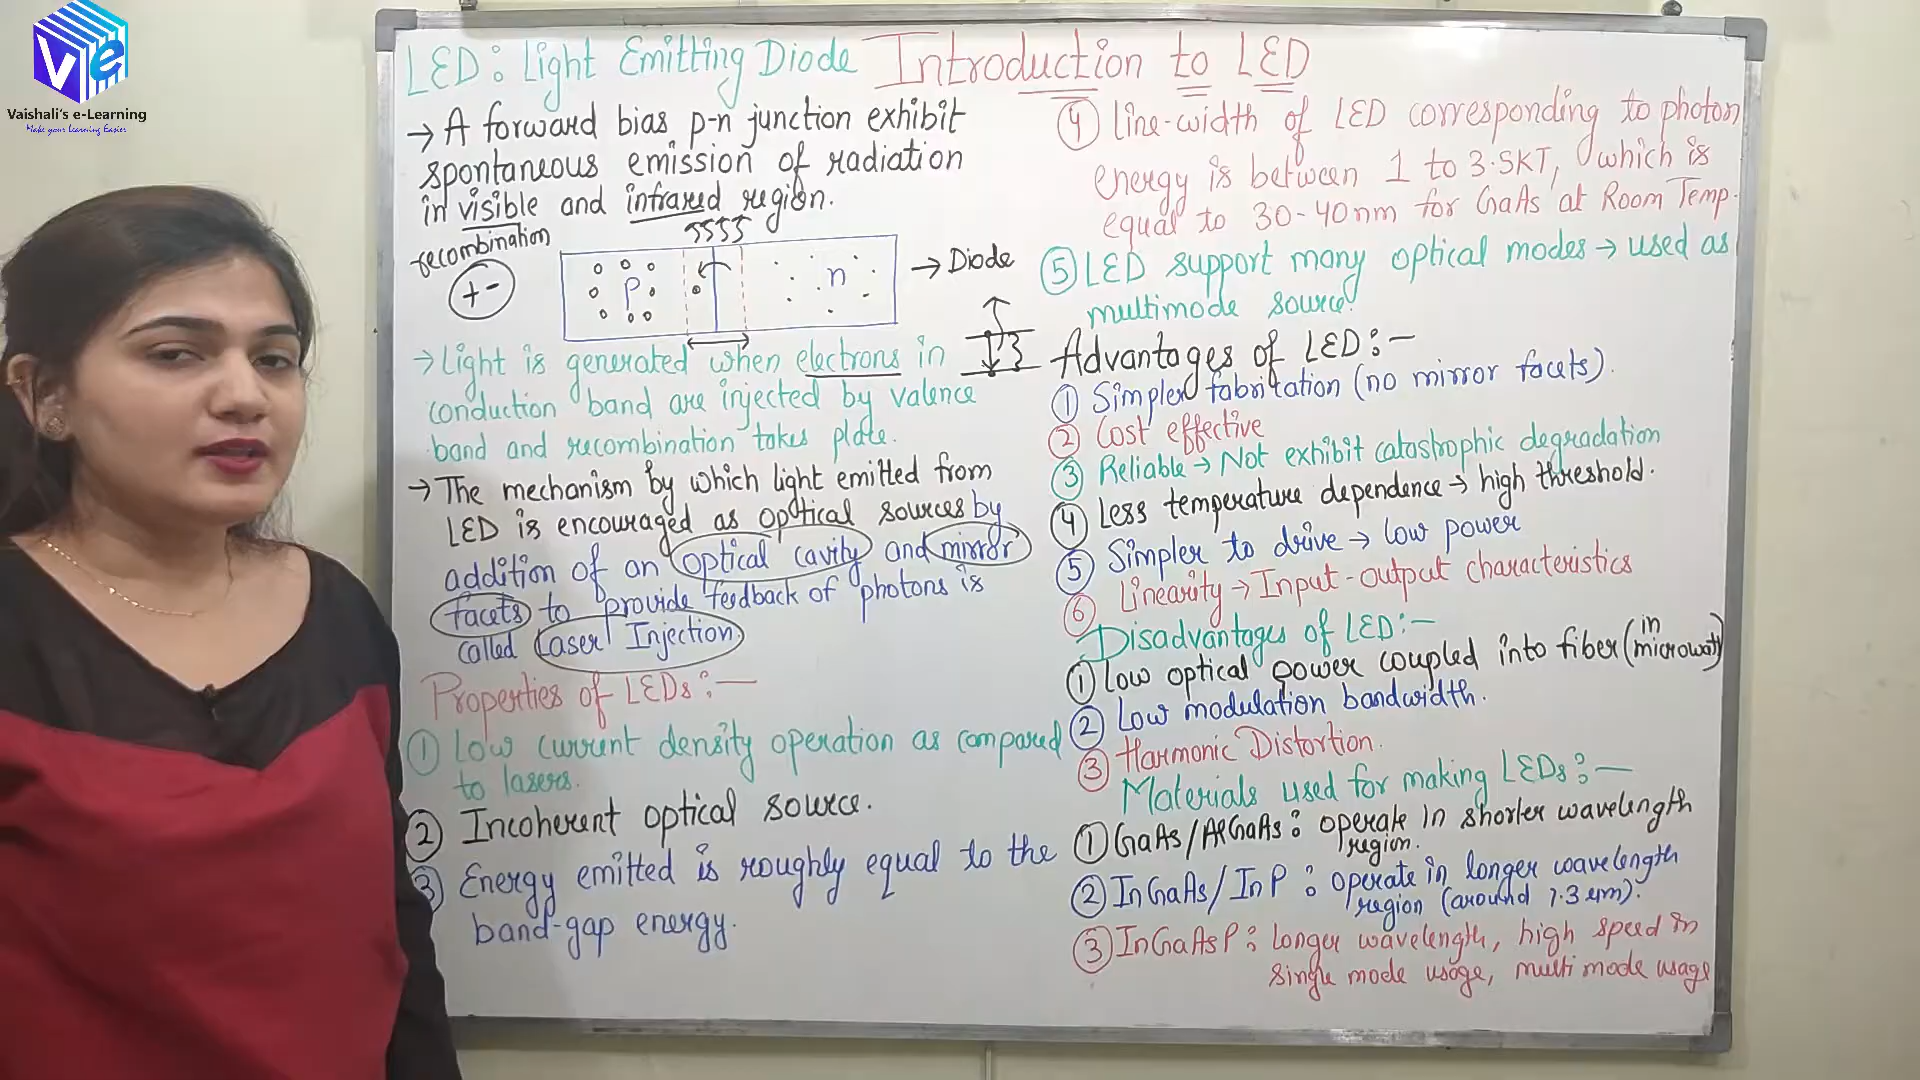 Ve
Vaishali's e-Learning
Make your Learning Easier
LED: Light Emitting Diode
Introduction to LED
→ A forward bias p-n junction exhibit
spontaneous emission of radiation
in visible and infrared region.
recombination
+ -
p
n
→ Diode
→ Light is generated when electrons in
conduction band are injected by valence
band and recombination takes place.
→ The mechanism by which light emitted from
LED is encouraged as optical sources by
addition of an optical cavity and mirror
facets to provide feedback of photons is
called Laser Injection.
Properties of LEDs:-
① Low current density operation as compared
to lasers.
② Incoherent optical source.
③ Energy emitted is roughly equal to the
band-gap energy.
④ Line-width of LED corresponding to photon
energy is between 1 to 3.5KT, which is
equal to 30-40nm for GaAs at Room Temp.
⑤ LED support many optical modes → used as
multimode source.
Advantages of LED:-
① Simpler fabrication (no mirror facets).
② Cost effective
③ Reliable → Not exhibit catastrophic degradation
④ Less temperature dependence → high threshold.
⑤ Simpler to drive → low power
⑥ Linearity → Input-output characteristics
Disadvantages of LED:-
① Low optical power coupled into fiber (in microwatt)
② Low modulation bandwidth.
③ Harmonic Distortion.
Materials used for making LEDs:-
① GaAs/AlGaAs: operate in shorter wavelength
region.
② InGaAs/InP: operate in longer wavelength
region (around 1.3 μm).
③ InGaAsP: Longer wavelength, high speed in
single mode usage, multi mode usage